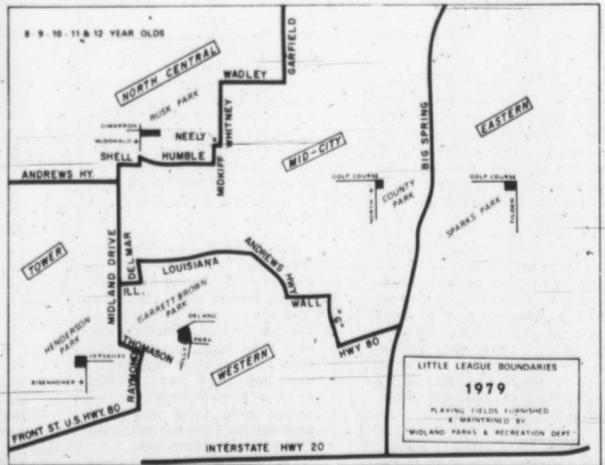 8 - 9 - 10 - 11 & 12 YEAR OLDS
GARFIELD
NORTH CENTRAL
WADLEY
RUSK PARK
CIMARRON
McDONALD
NEELY
WHITNEY
MIDKIFF
SHELL
HUMBLE
ANDREWS HY.
MID-CITY
BIG SPRING
EASTERN
GOLF COURSE
NORTH
COUNTY PARK
GOLF COURSE
TILDEN
SPARKS PARK
TOWER
MIDLAND DRIVE
DELMAR
LOUISIANA
ANDREWS HWY.
ILL.
GARRETT BROWN PARK
WALL
HWY 80
HENDERSON PARK
VERSAILLES
EISENHOWER
THOMASON
DELANO
PARK
RAYMOND
WESTERN
FRONT ST. U.S. HWY. 80
INTERSTATE HWY 20
LITTLE LEAGUE BOUNDARIES
1979
PLAYING FIELDS FURNISHED
& MAINTAINED BY
MIDLAND PARKS & RECREATION DEPT